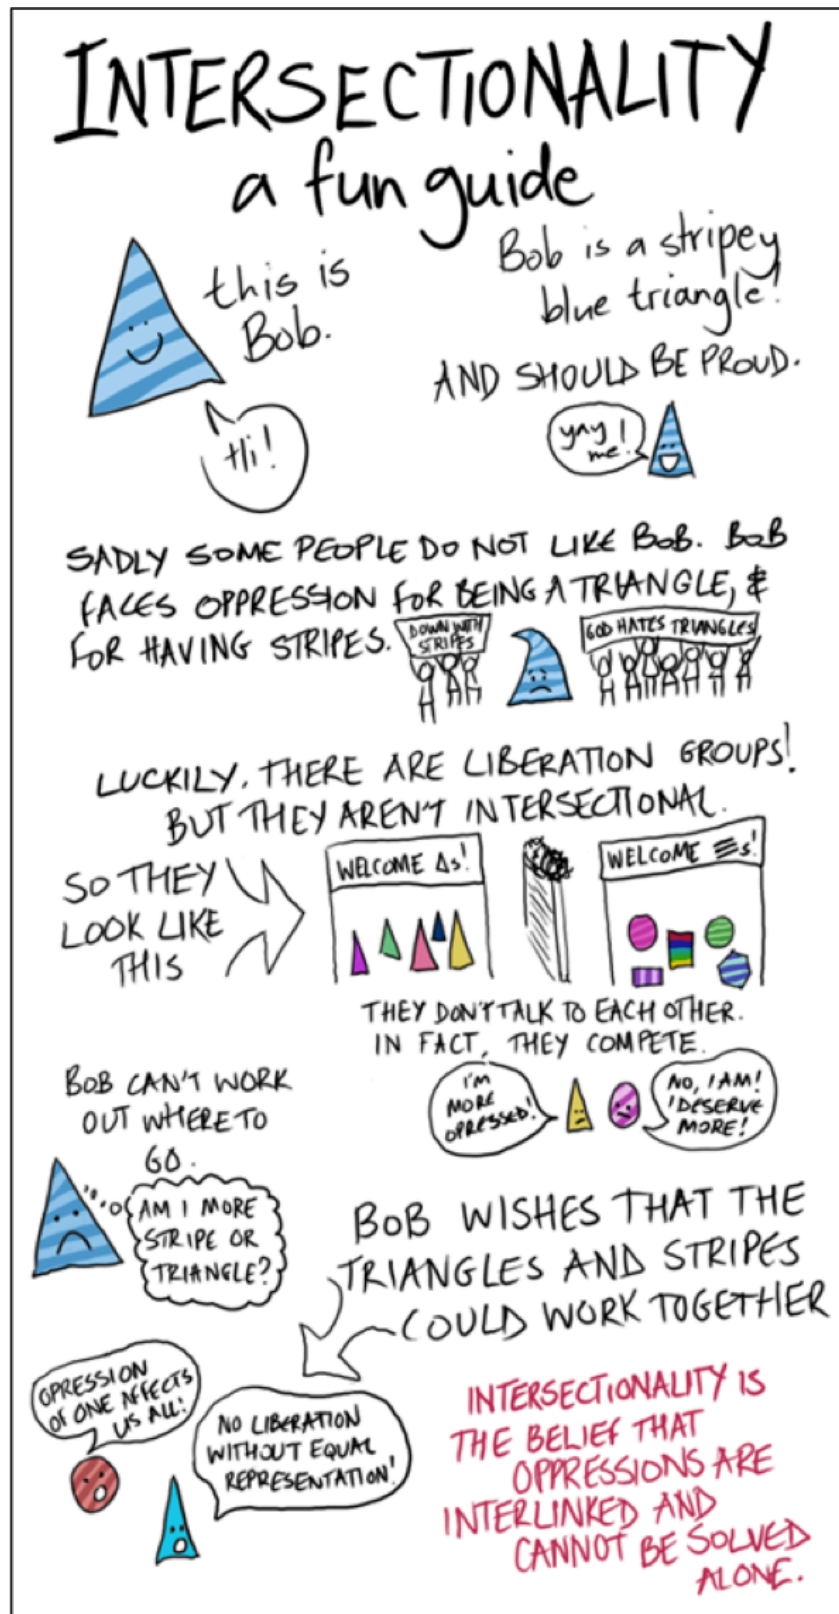 INTERSECTIONALITY
a fun guide
this is
Bob.
Hi!
Bob is a stripey
blue triangle!
AND SHOULD BE PROUD.
yay !
me.
SADLY SOME PEOPLE DO NOT LIKE BOB. BOB
FACES OPPRESSION FOR BEING A TRIANGLE, &
FOR HAVING STRIPES.
DOWN WITH
STRIPES
GOD HATES TRIANGLES
LUCKILY, THERE ARE LIBERATION GROUPS!
BUT THEY AREN'T INTERSECTIONAL.
SO THEY
LOOK LIKE
THIS
WELCOME Δs!
WELCOME ☰s!
THEY DON'T TALK TO EACH OTHER.
IN FACT, THEY COMPETE.
I'M
MORE
OPRESSED!
NO, I AM!
I DESERVE
MORE!
BOB CAN'T WORK
OUT WHERE TO
GO.
AM I MORE
STRIPE OR
TRIANGLE?
BOB WISHES THAT THE
TRIANGLES AND STRIPES
COULD WORK TOGETHER
OPRESSION
OF ONE AFFECTS
US ALL!
NO LIBERATION
WITHOUT EQUAL
REPRESENTATION!
INTERSECTIONALITY IS
THE BELIEF THAT
OPPRESSIONS ARE
INTERLINKED AND
CANNOT BE SOLVED
ALONE.